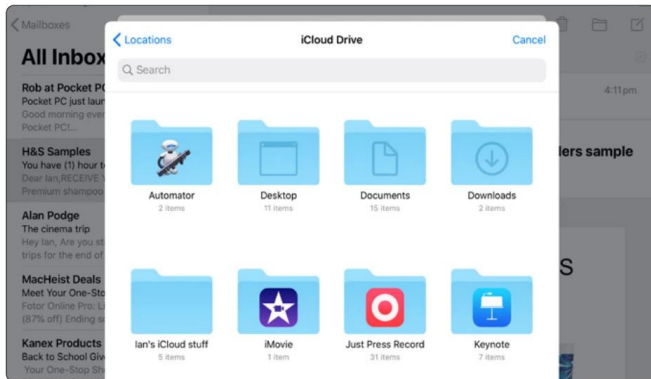 Mailboxes
All Inbox
Rob at Pocket PC
Pocket PC just laun
Good morning ever
Pocket PC!...
H&S Samples
You have (1) hour t
Dear Ian,RECEIVE Y
Premium shampoo
Alan Podge
The cinema trip
Hey Ian, Are you st
trips for the end of
MacHeist Deals
Meet Your One-Sto
Fotor Online Pro: Li
(87% off) Ending so
Kanex Products
Back to School Giv
Your One-Stop Sh
Locations
iCloud Drive
Cancel
Search
Automator
2 items
Desktop
11 items
Documents
15 items
Downloads
2 items
Ian's iCloud stuff
5 items
iMovie
1 item
Just Press Record
31 items
Keynote
7 items
4:11pm
lers sample
S